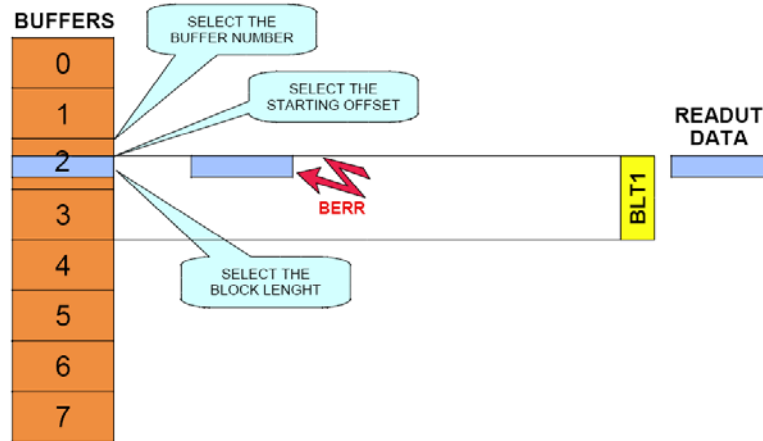 BUFFERS
0
1
2
3
4
5
6
7
SELECT THE
BUFFER NUMBER
SELECT THE
STARTING OFFSET
BERR
SELECT THE
BLOCK LENGHT
BLT1
READUT
DATA